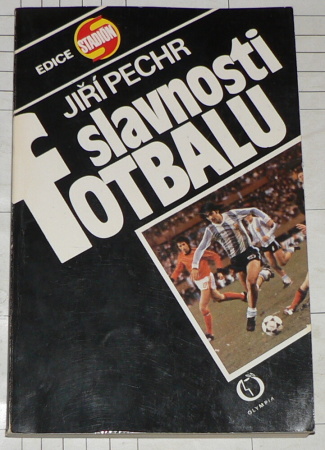 EDICE STADION
JIŘÍ PECHR
slavnosti
fOTBALU
OLYMPIA